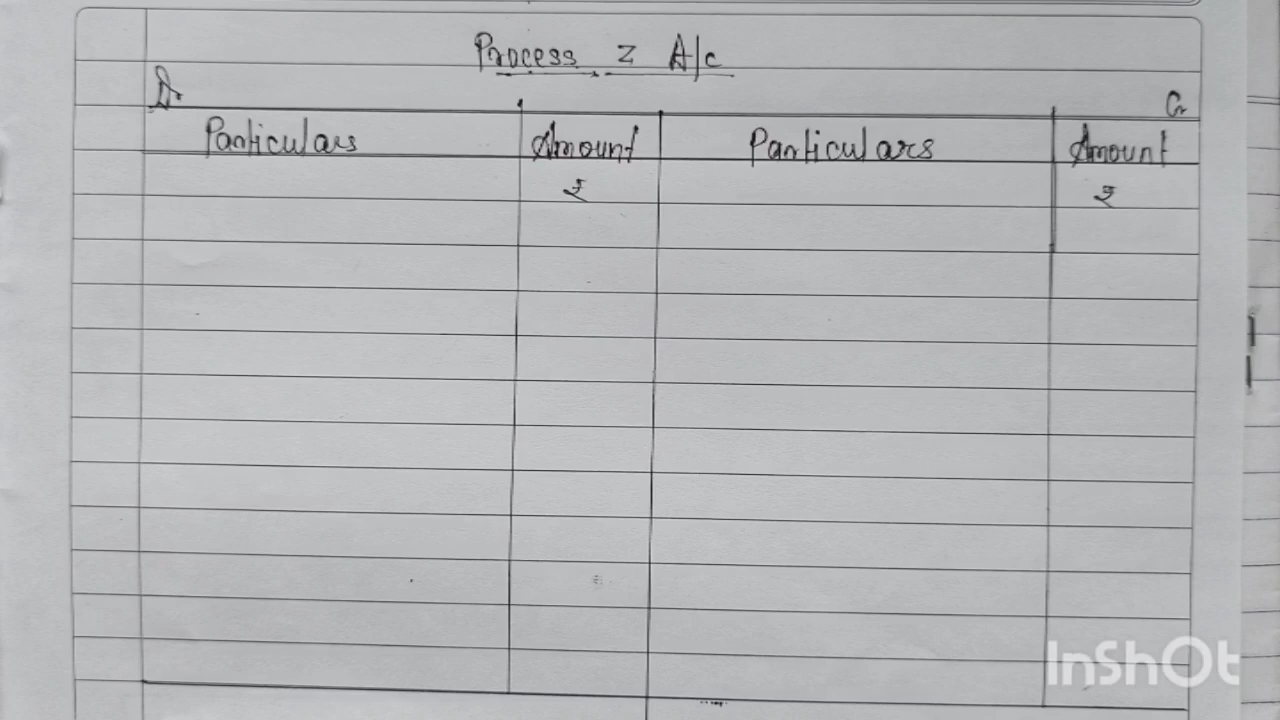 Process Z A/c
Dr Cr
Particulars Amount Particulars Amount
₹ ₹
InShOt